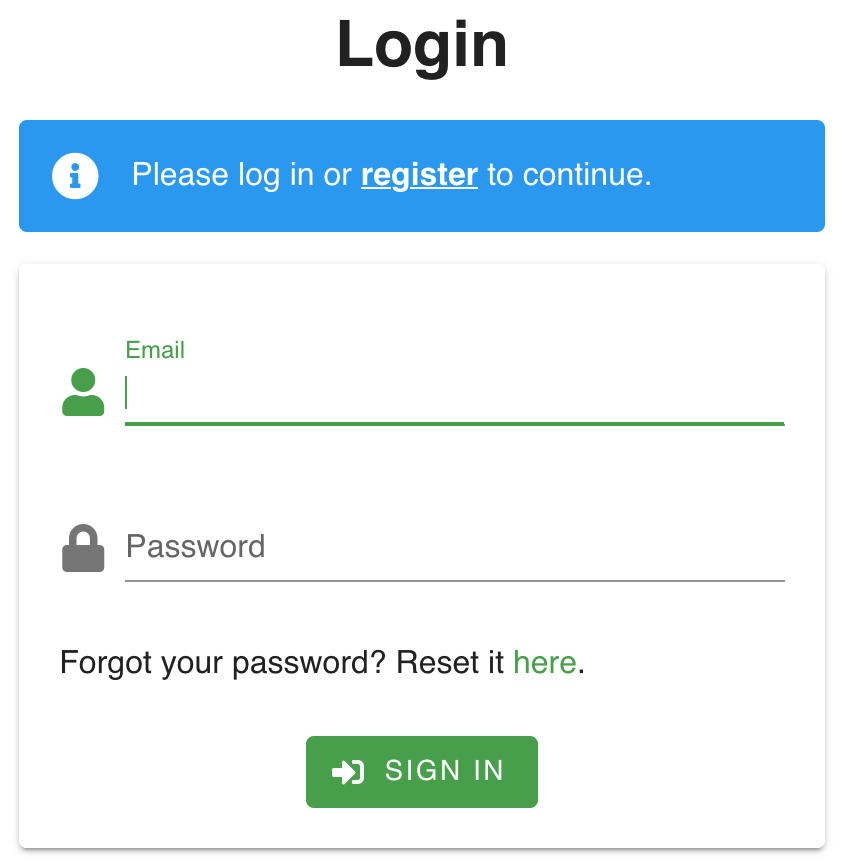 Login
Please log in or register to continue.
Email
Password
Forgot your password? Reset it here.
SIGN IN